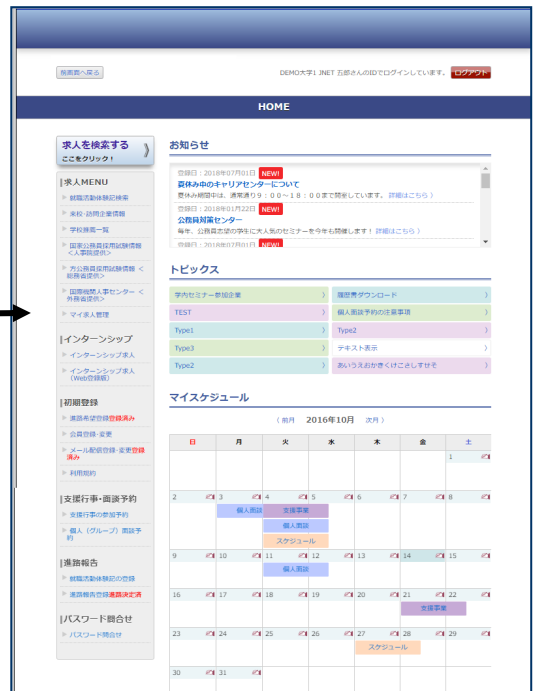 前画面へ戻る
DEMO大学1 JNET 五郎さんのIDでログインしています。 ログアウト
HOME
求人を検索する
ここをクリック！
求人MENU
就職活動体験記検索
来校・訪問企業情報
学校推薦一覧
国家公務員採用試験情報
<人事院提供>
方公務員採用試験情報 <
総務省提供>
国際機関人事センター <
外務省提供>
マイ求人管理
インターンシップ
インターンシップ求人
インターンシップ求人
(Web登録版)
初期登録
進路希望登録登録済み
会員登録・変更
メール配信登録・変更登録
済み
利用規約
支援行事・面談予約
支援行事の参加予約
個人（グループ）面談予
約
進路報告
就職活動体験記の登録
進路報告登録進路決定済
パスワード問合せ
パスワード問合せ
お知らせ
登録日：2018年07月01日 NEW!
夏休み中のキャリアセンターについて
夏休み期間中は、通常通り９：００～１８：００まで開室しています。 詳細はこちら 〉
登録日：2018年01月22日 NEW!
公務員対策センター
毎年、公務員志望の学生に大人気のセミナーを今年も開催します！ 詳細はこちら 〉
登録日：2018年07月01日 NEW!
トピックス
学内セミナー参加企業 〉 履歴書ダウンロード 〉
TEST 〉 個人面談予約の注意事項 〉
Type1 〉 Type2 〉
Type3 〉 テキスト表示 〉
Type2 〉 あいうえおかきくけこさしすせそ 〉
マイスケジュール
〈 前月 2016年10月 次月 〉
日 月 火 水 木 金 土
1
2 3 4 5 6 7 8
個人面談 支援事業
個人面談
スケジュール
9 10 11 12 13 14 15
個人面談
16 17 18 19 20 21 22
支援事業
23 24 25 26 27 28 29
スケジュール
30 31